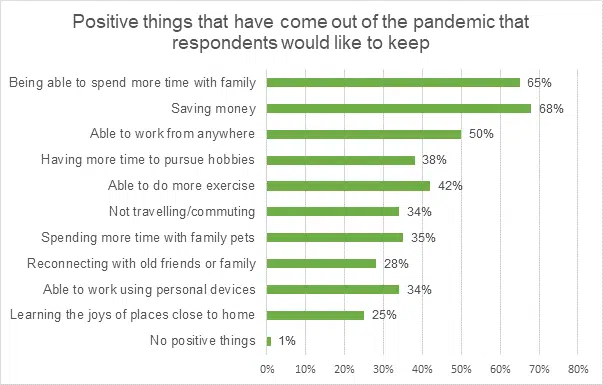 Positive things that have come out of the pandemic that
respondents would like to keep
Being able to spend more time with family 65%
Saving money 68%
Able to work from anywhere 50%
Having more time to pursue hobbies 38%
Able to do more exercise 42%
Not travelling/commuting 34%
Spending more time with family pets 35%
Reconnecting with old friends or family 28%
Able to work using personal devices 34%
Learning the joys of places close to home 25%
No positive things 1%
0% 10% 20% 30% 40% 50% 60% 70% 80%